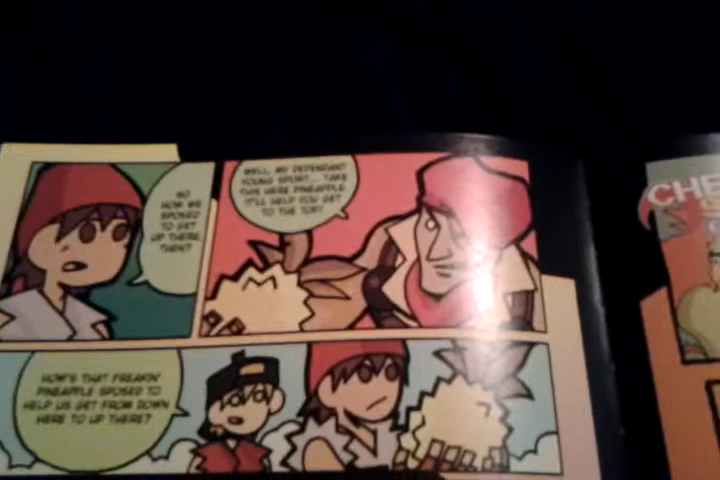 SO
HOW WE
SPOSED
TO GET
UP THERE,
THEN?
WELL, MY DEPENDANT
YOUNG SPORT... TAKE
THIS HERE PINEAPPLE.
IT'LL HELP YOU GET
TO THE TOP!
HOW'S THAT FREAKIN'
PINEAPPLE SPOSED TO
HELP US GET FROM DOWN
HERE TO UP THERE?
CHE